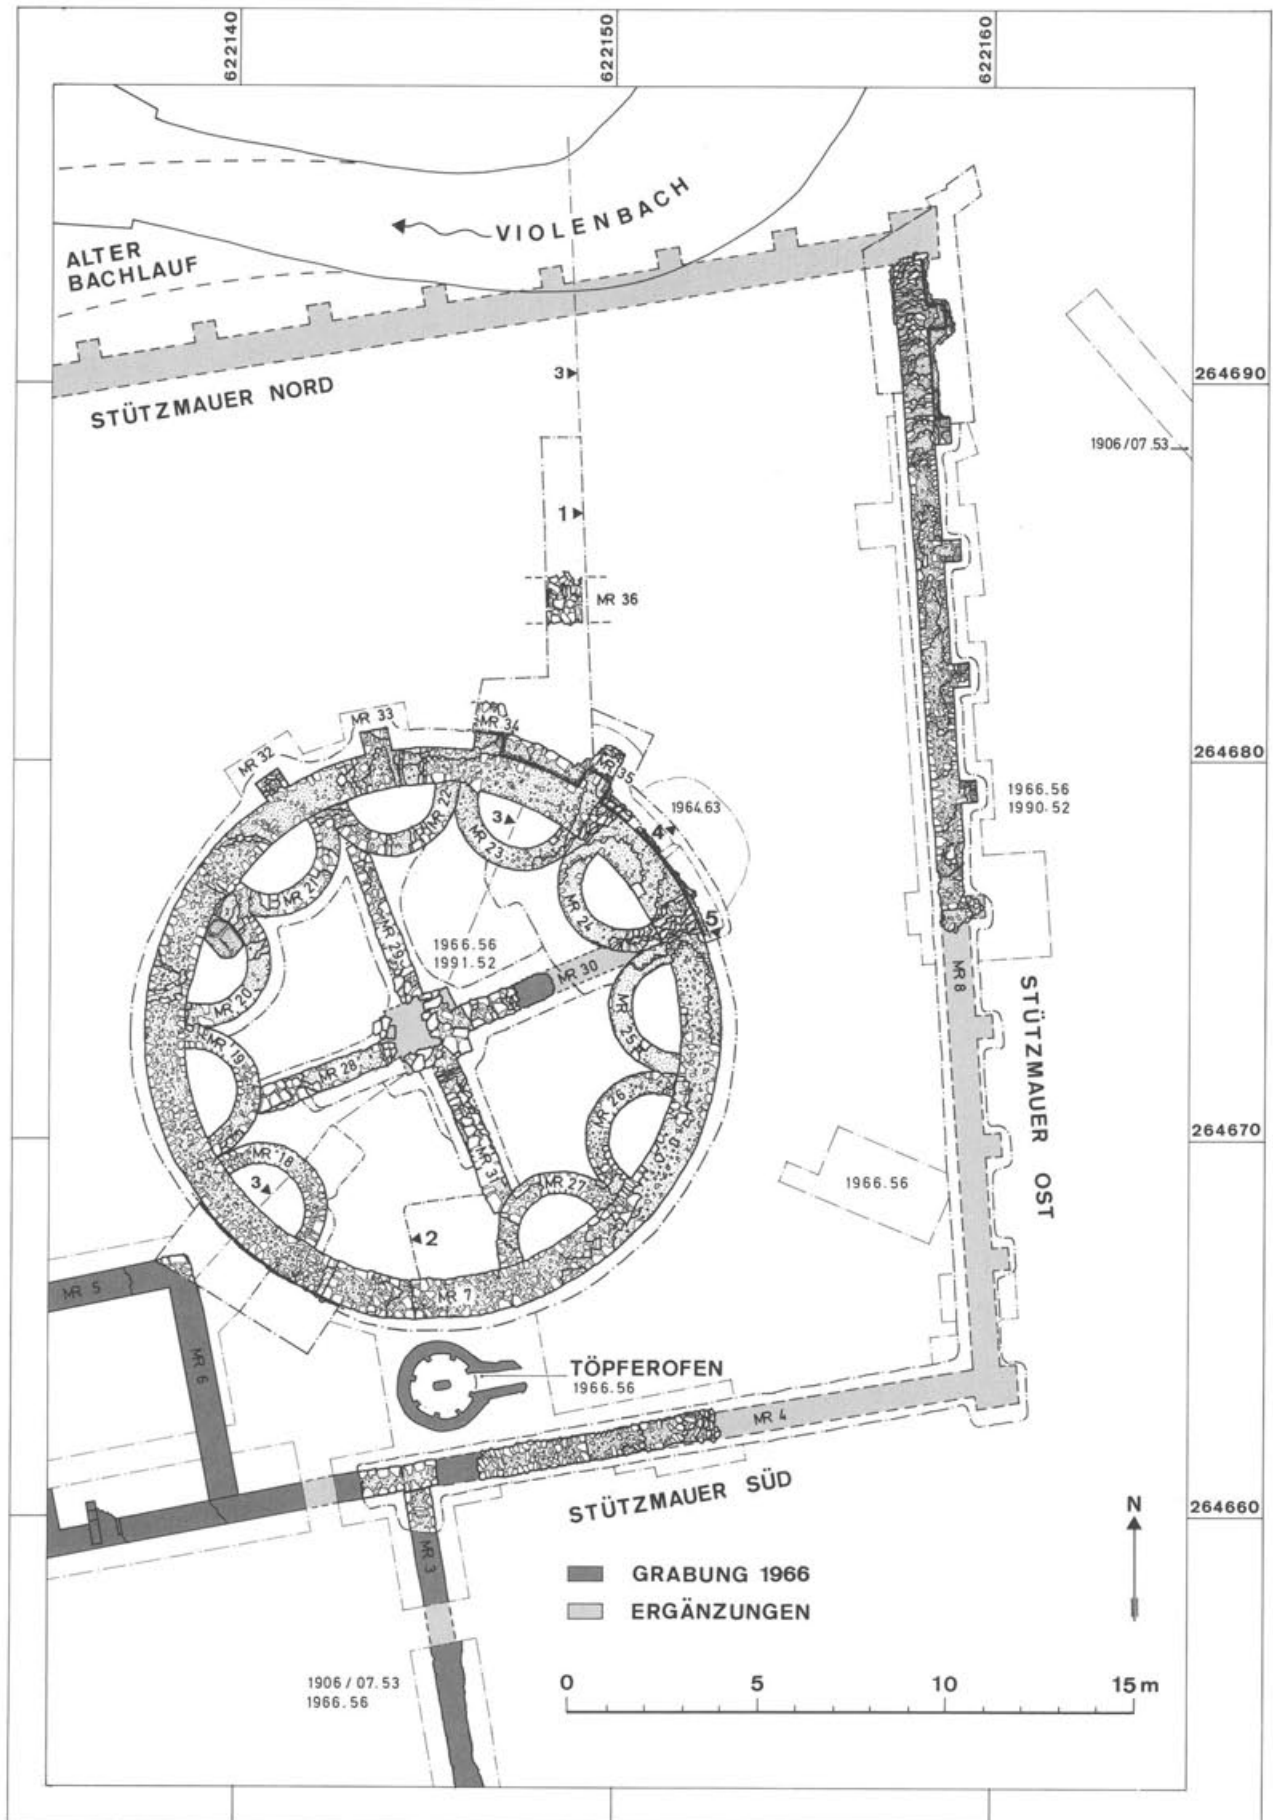 622140
622150
622160
VIOLENBACH
ALTER
BACHLAUF
STÜTZMAUER NORD
3
264690
1906/07.53
1
MR 36
MR 33
MR 34
MR 32
MR 35
264680
1966.56
1990.52
1964.63
4
MR 22
3
MR 23
MR 21
MR 24
5
MR 29
1966.56
1991.52
MR 30
MR 8
MR 20
MR 25
STÜTZMAUER OST
MR 19
MR 28
MR 26
264670
MR 18
MR 31
MR 27
1966.56
3
2
MR 5
MR 7
MR 6
TÖPFEROFEN
1966.56
MR 4
STÜTZMAUER SÜD
264660
N
MR 3
GRABUNG 1966
ERGÄNZUNGEN
1906/07.53
1966.56
0 5 10 15 m